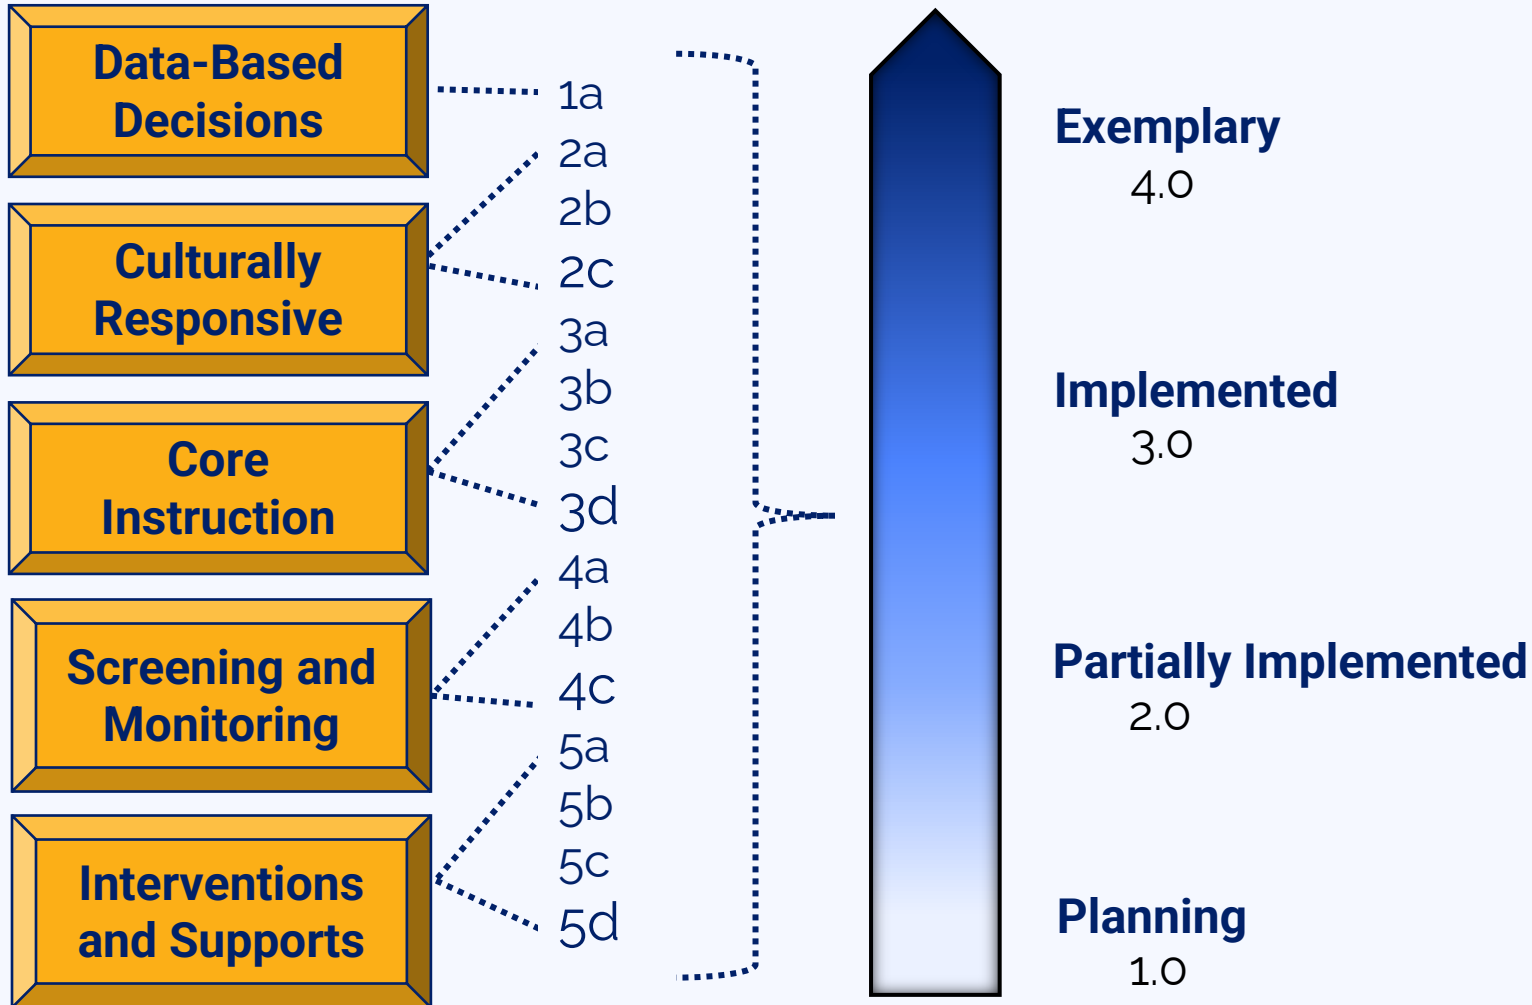 Data-Based
Decisions
Culturally
Responsive
Core
Instruction
Screening and
Monitoring
Interventions
and Supports
1a
2a
2b
2c
3a
3b
3c
3d
4a
4b
4c
5a
5b
5c
5d
Exemplary
4.0
Implemented
3.0
Partially Implemented
2.0
Planning
1.0